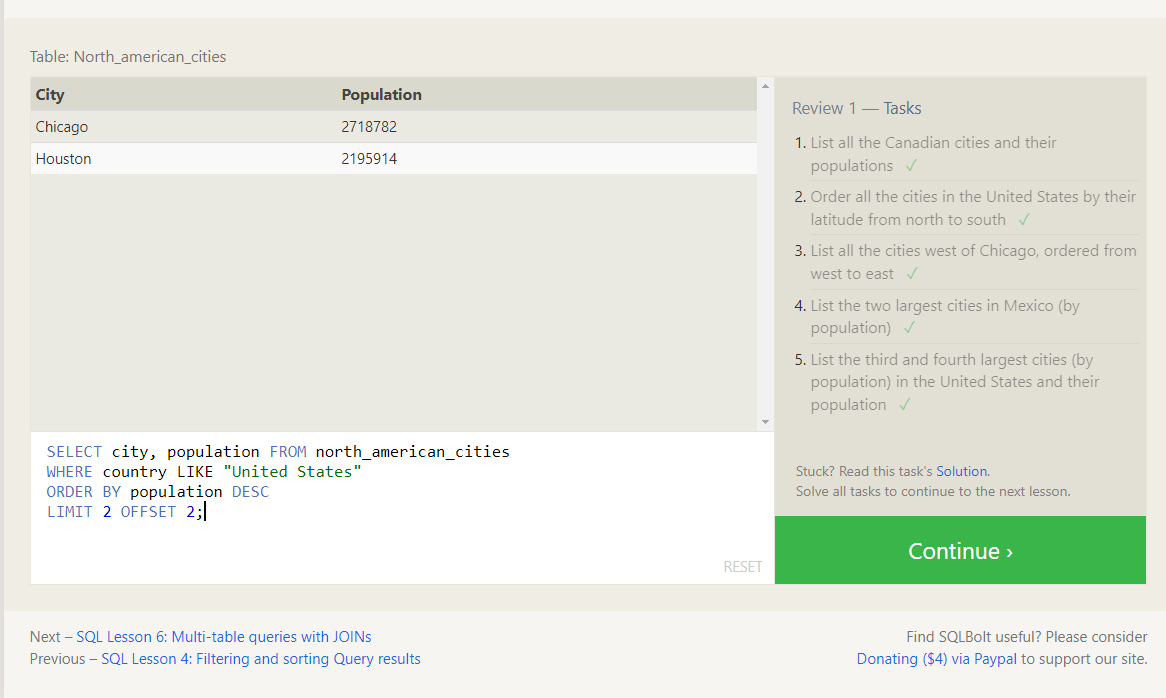 Table: North_american_cities
City Population
Chicago 2718782
Houston 2195914
SELECT city, population FROM north_american_cities
WHERE country LIKE "United States"
ORDER BY population DESC
LIMIT 2 OFFSET 2;
RESET
Review 1 — Tasks
1. List all the Canadian cities and their
populations ✓
2. Order all the cities in the United States by their
latitude from north to south ✓
3. List all the cities west of Chicago, ordered from
west to east ✓
4. List the two largest cities in Mexico (by
population) ✓
5. List the third and fourth largest cities (by
population) in the United States and their
population ✓
Stuck? Read this task's Solution.
Solve all tasks to continue to the next lesson.
Continue ›
Next – SQL Lesson 6: Multi-table queries with JOINs
Previous – SQL Lesson 4: Filtering and sorting Query results
Find SQLBolt useful? Please consider
Donating ($4) via Paypal to support our site.